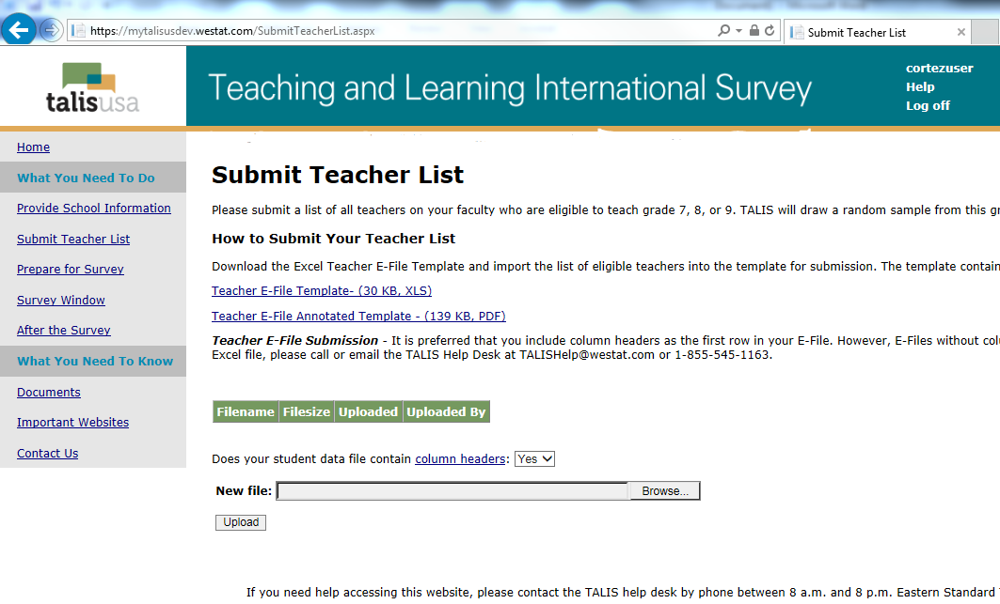 https://mytalisusdev.westat.com/SubmitTeacherList.aspx
Submit Teacher List
talisusa
Teaching and Learning International Survey
cortezuser
Help
Log off
Home
What You Need To Do
Provide School Information
Submit Teacher List
Prepare for Survey
Survey Window
After the Survey
What You Need To Know
Documents
Important Websites
Contact Us
Submit Teacher List
Please submit a list of all teachers on your faculty who are eligible to teach grade 7, 8, or 9. TALIS will draw a random sample from this gr
How to Submit Your Teacher List
Download the Excel Teacher E-File Template and import the list of eligible teachers into the template for submission. The template contain
Teacher E-File Template- (30 KB, XLS)
Teacher E-File Annotated Template - (139 KB, PDF)
Teacher E-File Submission - It is preferred that you include column headers as the first row in your E-File. However, E-Files without colu
Excel file, please call or email the TALIS Help Desk at TALISHelp@westat.com or 1-855-545-1163.
Filename Filesize Uploaded Uploaded By
Does your student data file contain column headers: Yes
New file: Browse...
Upload
If you need help accessing this website, please contact the TALIS help desk by phone between 8 a.m. and 8 p.m. Eastern Standard